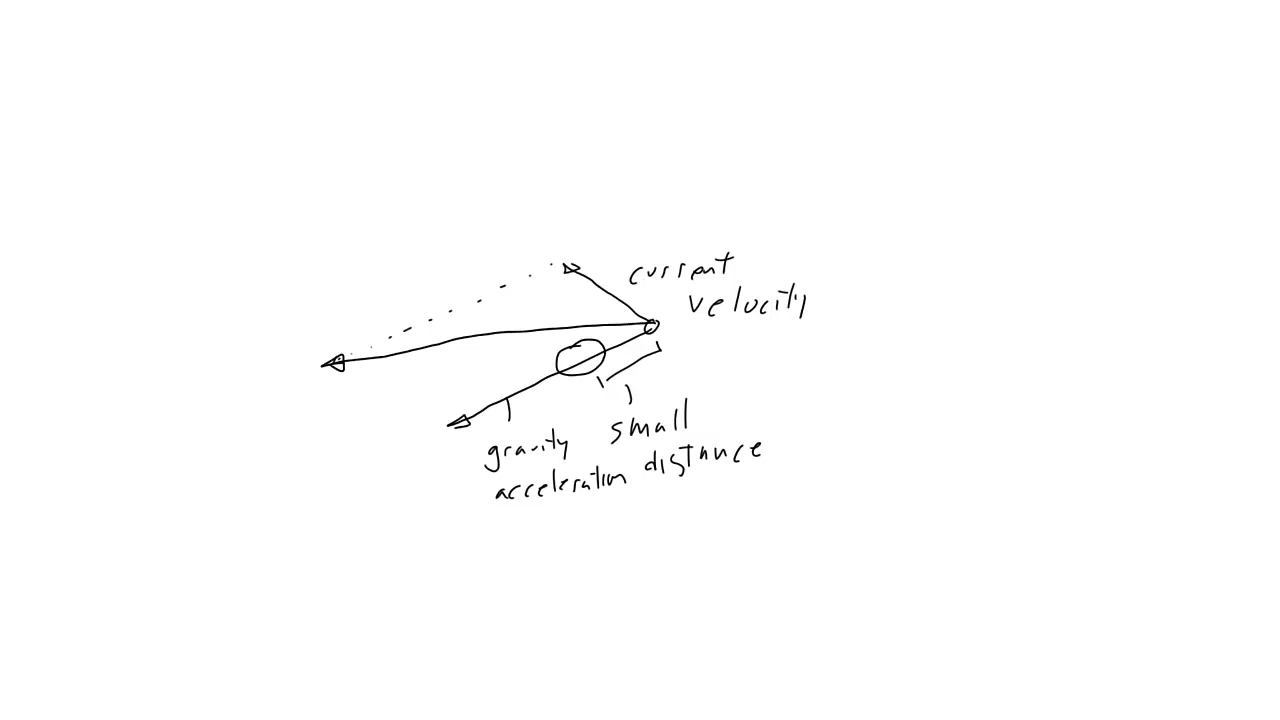 current
velocity
gravity
acceleration
small
distance